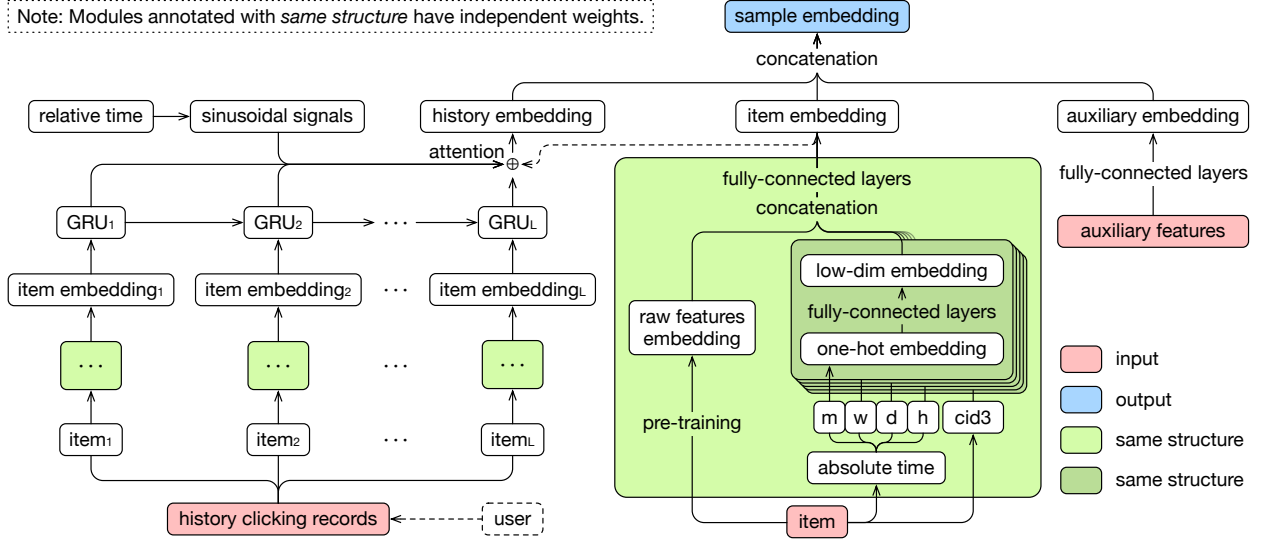 Note: Modules annotated with same structure have independent weights.
sample embedding
concatenation
relative time
sinusoidal signals
history embedding
item embedding
auxiliary embedding
attention
⊕
fully-connected layers
fully-connected layers
concatenation
GRU1
GRU2
...
GRUL
auxiliary features
low-dim embedding
item embedding1
item embedding2
...
item embeddingL
raw features
embedding
fully-connected layers
one-hot embedding
...
...
...
...
input
output
same structure
same structure
m
w
d
h
cid3
pre-training
item1
item2
...
itemL
absolute time
history clicking records
user
item